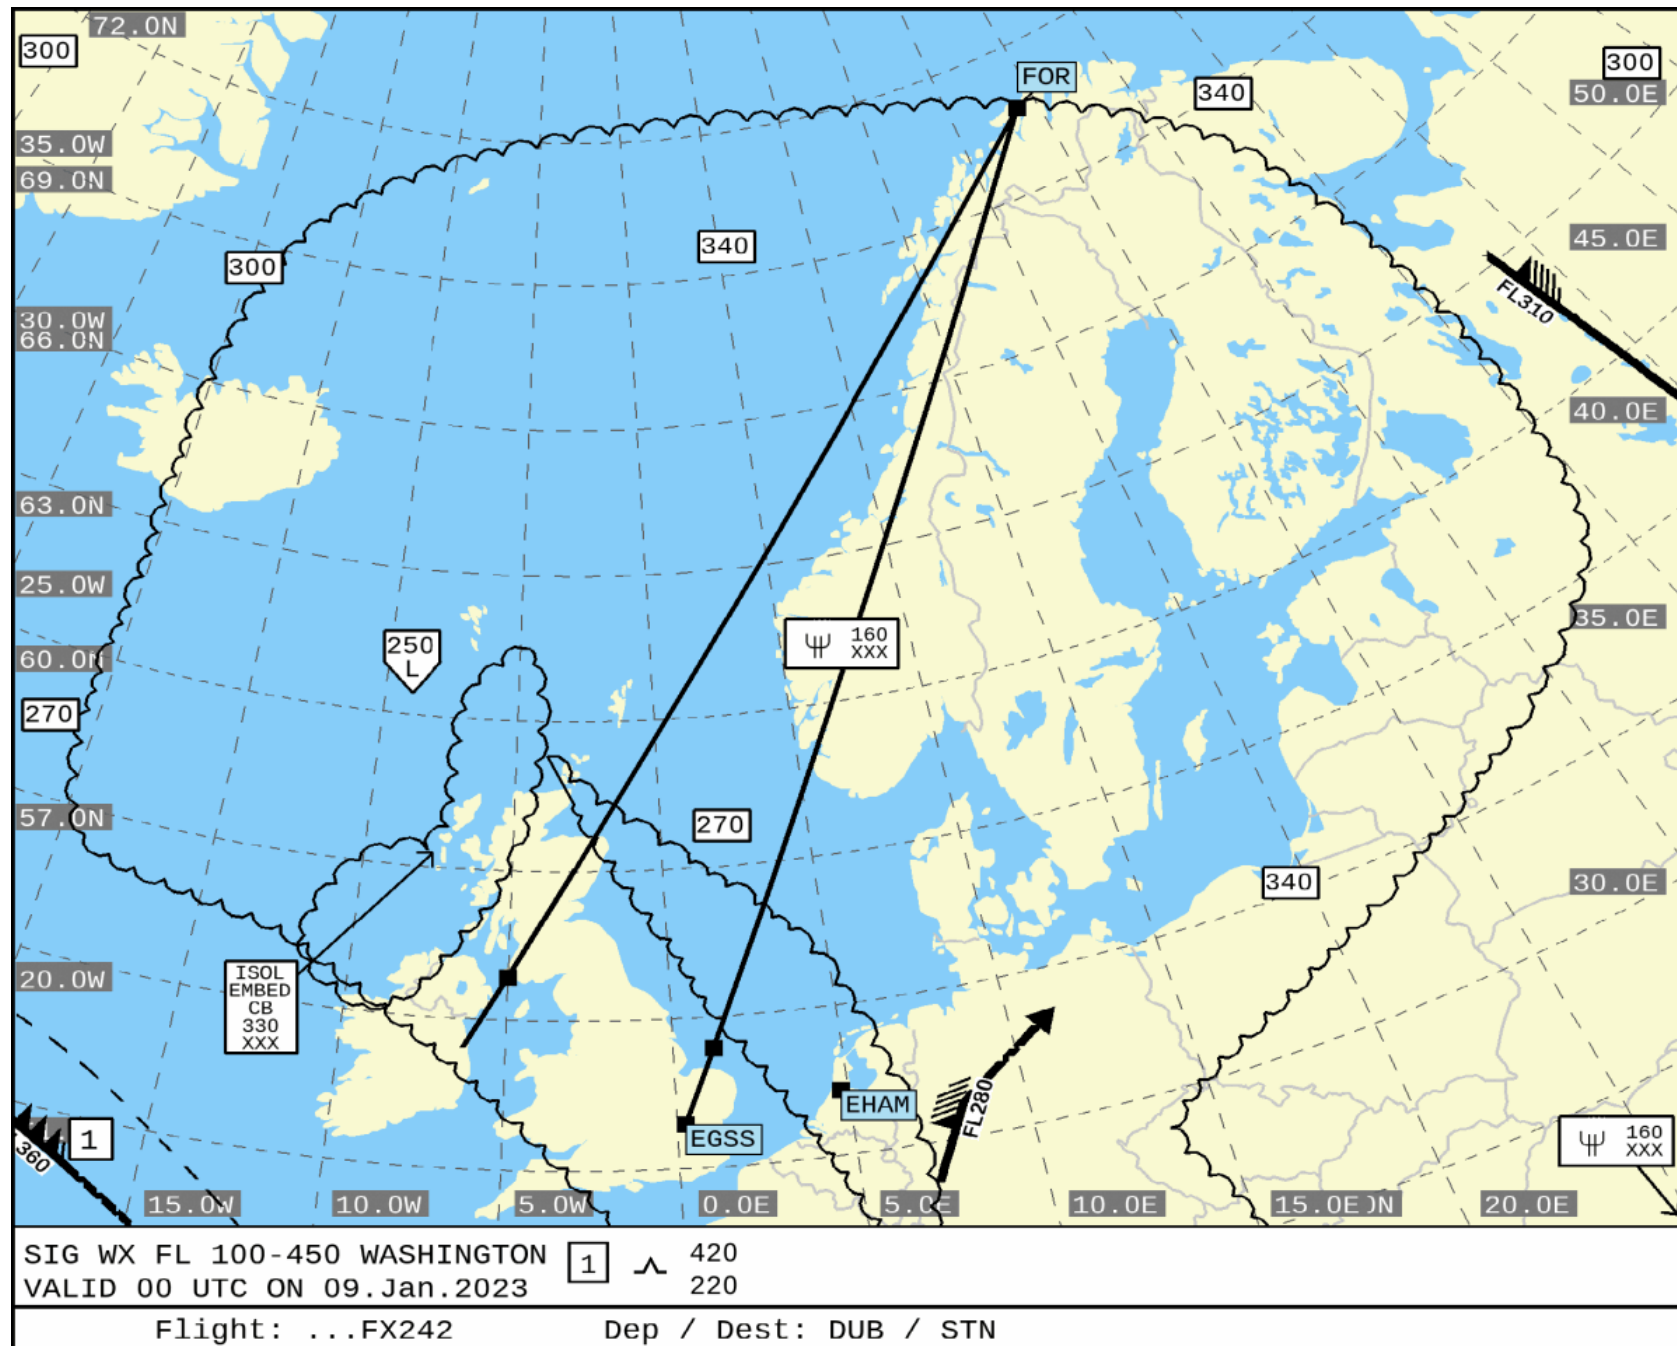 72.0N
300
FOR
340
300
50.0E
35.0W
69.0N
340
45.0E
300
FL310
30.0W
66.0N
40.0E
63.0N
25.0W
160
XXX
35.0E
250
L
60.0N
270
57.0N
270
340
30.0E
20.0W
ISOL
EMBED
CB
330
XXX
EHAM
FL280
EGSS
1
360
160
XXX
15.0W
10.0W
5.0W
0.0E
5.0E
10.0E
15.0E
N
20.0E
SIG WX FL 100-450 WASHINGTON
VALID 00 UTC ON 09.Jan.2023
1
420
220
Flight: ...FX242 Dep / Dest: DUB / STN